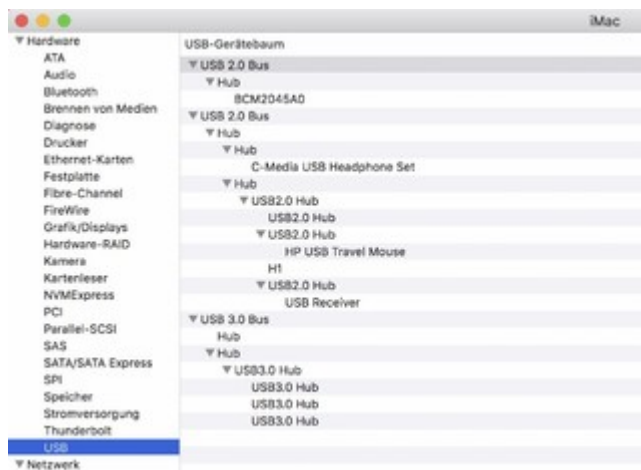 iMac
▼ Hardware
ATA
Audio
Bluetooth
Brennen von Medien
Diagnose
Drucker
Ethernet-Karten
Festplatte
Fibre-Channel
FireWire
Grafik/Displays
Hardware-RAID
Kamera
Kartenleser
NVMExpress
PCI
Parallel-SCSI
SAS
SATA/SATA Express
SPI
Speicher
Stromversorgung
Thunderbolt
USB
▼ Netzwerk
USB-Gerätebaum
▼ USB 2.0 Bus
▼ Hub
BCM2045A0
▼ USB 2.0 Bus
▼ Hub
▼ Hub
C-Media USB Headphone Set
▼ Hub
▼ USB2.0 Hub
USB2.0 Hub
▼ USB2.0 Hub
HP USB Travel Mouse
H1
▼ USB2.0 Hub
USB Receiver
▼ USB 3.0 Bus
Hub
▼ Hub
▼ USB3.0 Hub
USB3.0 Hub
USB3.0 Hub
USB3.0 Hub